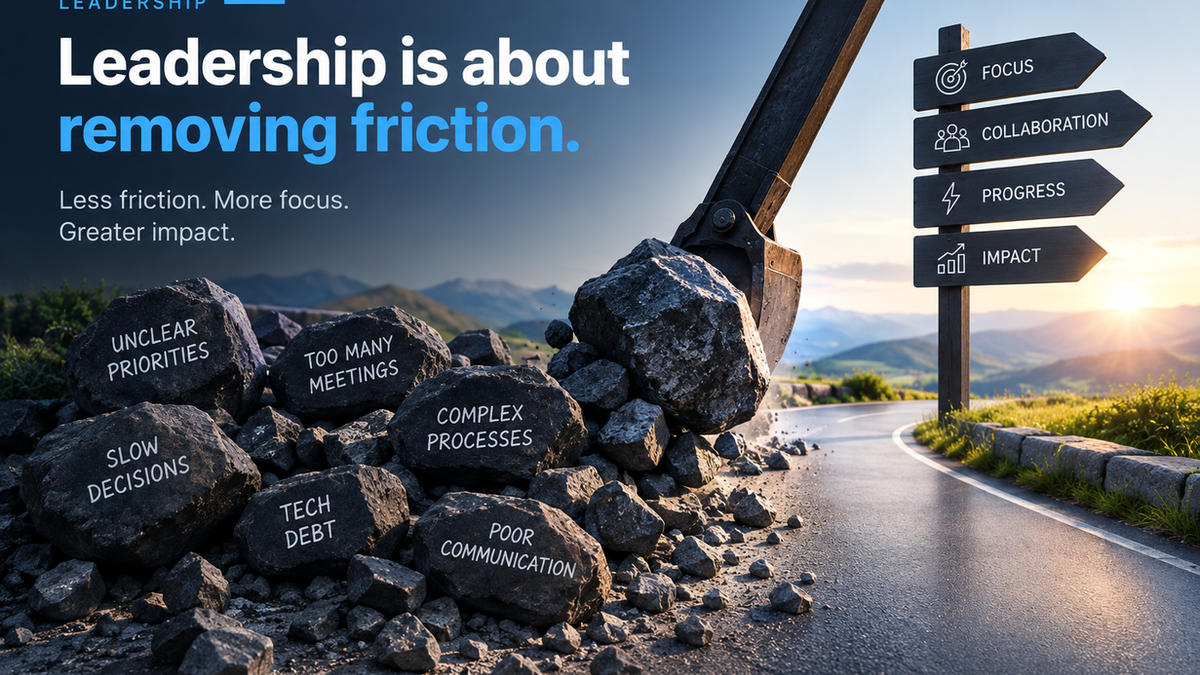 LEADERSHIP
Leadership is about
removing friction.
Less friction. More focus.
Greater impact.
UNCLEAR
PRIORITIES
TOO MANY
MEETINGS
COMPLEX
PROCESSES
SLOW
DECISIONS
TECH
DEBT
POOR
COMMUNICATION
FOCUS
COLLABORATION
PROGRESS
IMPACT